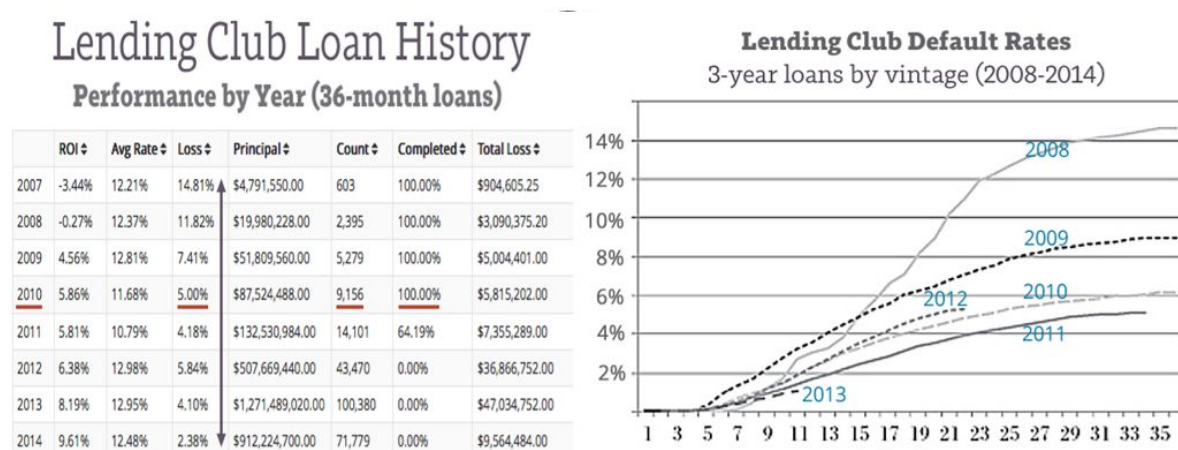 Lending Club Loan History
Performance by Year (36-month loans)
ROI Avg Rate Loss Principal Count Completed Total Loss
2007 -3.44% 12.21% 14.81% $4,791,550.00 603 100.00% $904,605.25
2008 -0.27% 12.37% 11.82% $19,980,228.00 2,395 100.00% $3,090,375.20
2009 4.56% 12.81% 7.41% $51,809,560.00 5,279 100.00% $5,004,401.00
2010 5.86% 11.68% 5.00% $87,524,488.00 9,156 100.00% $5,815,202.00
2011 5.81% 10.79% 4.18% $132,530,984.00 14,101 64.19% $7,355,289.00
2012 6.38% 12.98% 5.84% $507,669,440.00 43,470 0.00% $36,866,752.00
2013 8.19% 12.95% 4.10% $1,271,489,020.00 100,380 0.00% $47,034,752.00
2014 9.61% 12.48% 2.38% $912,224,700.00 71,779 0.00% $9,564,484.00
Lending Club Default Rates
3-year loans by vintage (2008-2014)
14%
2008
12%
10%
2009
8%
2010
6%
2012
4%
2011
2%
2013
1 3 5 7 9 11 13 15 17 19 21 23 25 27 29 31 33 35